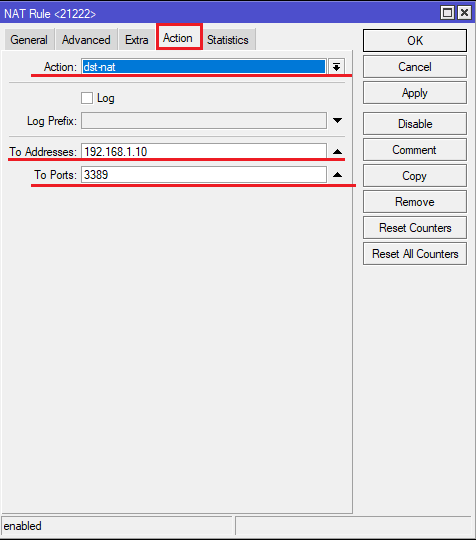 NAT Rule <21222>
General Advanced Extra Action Statistics
Action: dst-nat
Log
Log Prefix:
To Addresses: 192.168.1.10
To Ports: 3389
OK
Cancel
Apply
Disable
Comment
Copy
Remove
Reset Counters
Reset All Counters
enabled